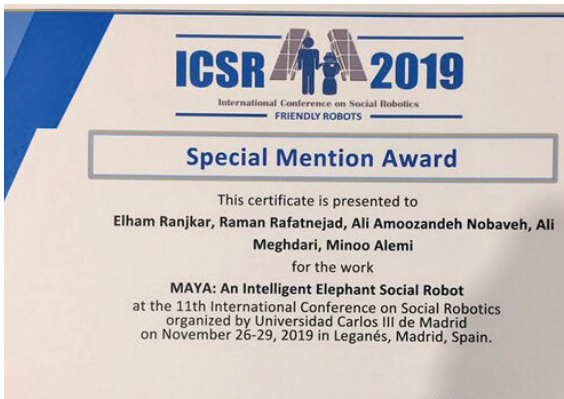 ICSR 2019
International Conference on Social Robotics
FRIENDLY ROBOTS
Special Mention Award
This certificate is presented to
Elham Ranjkar, Raman Rafatnejad, Ali Amoozandeh Nobaveh, Ali
Meghdari, Minoo Alemi
for the work
MAYA: An Intelligent Elephant Social Robot
at the 11th International Conference on Social Robotics
organized by Universidad Carlos III de Madrid
on November 26-29, 2019 in Leganés, Madrid, Spain.